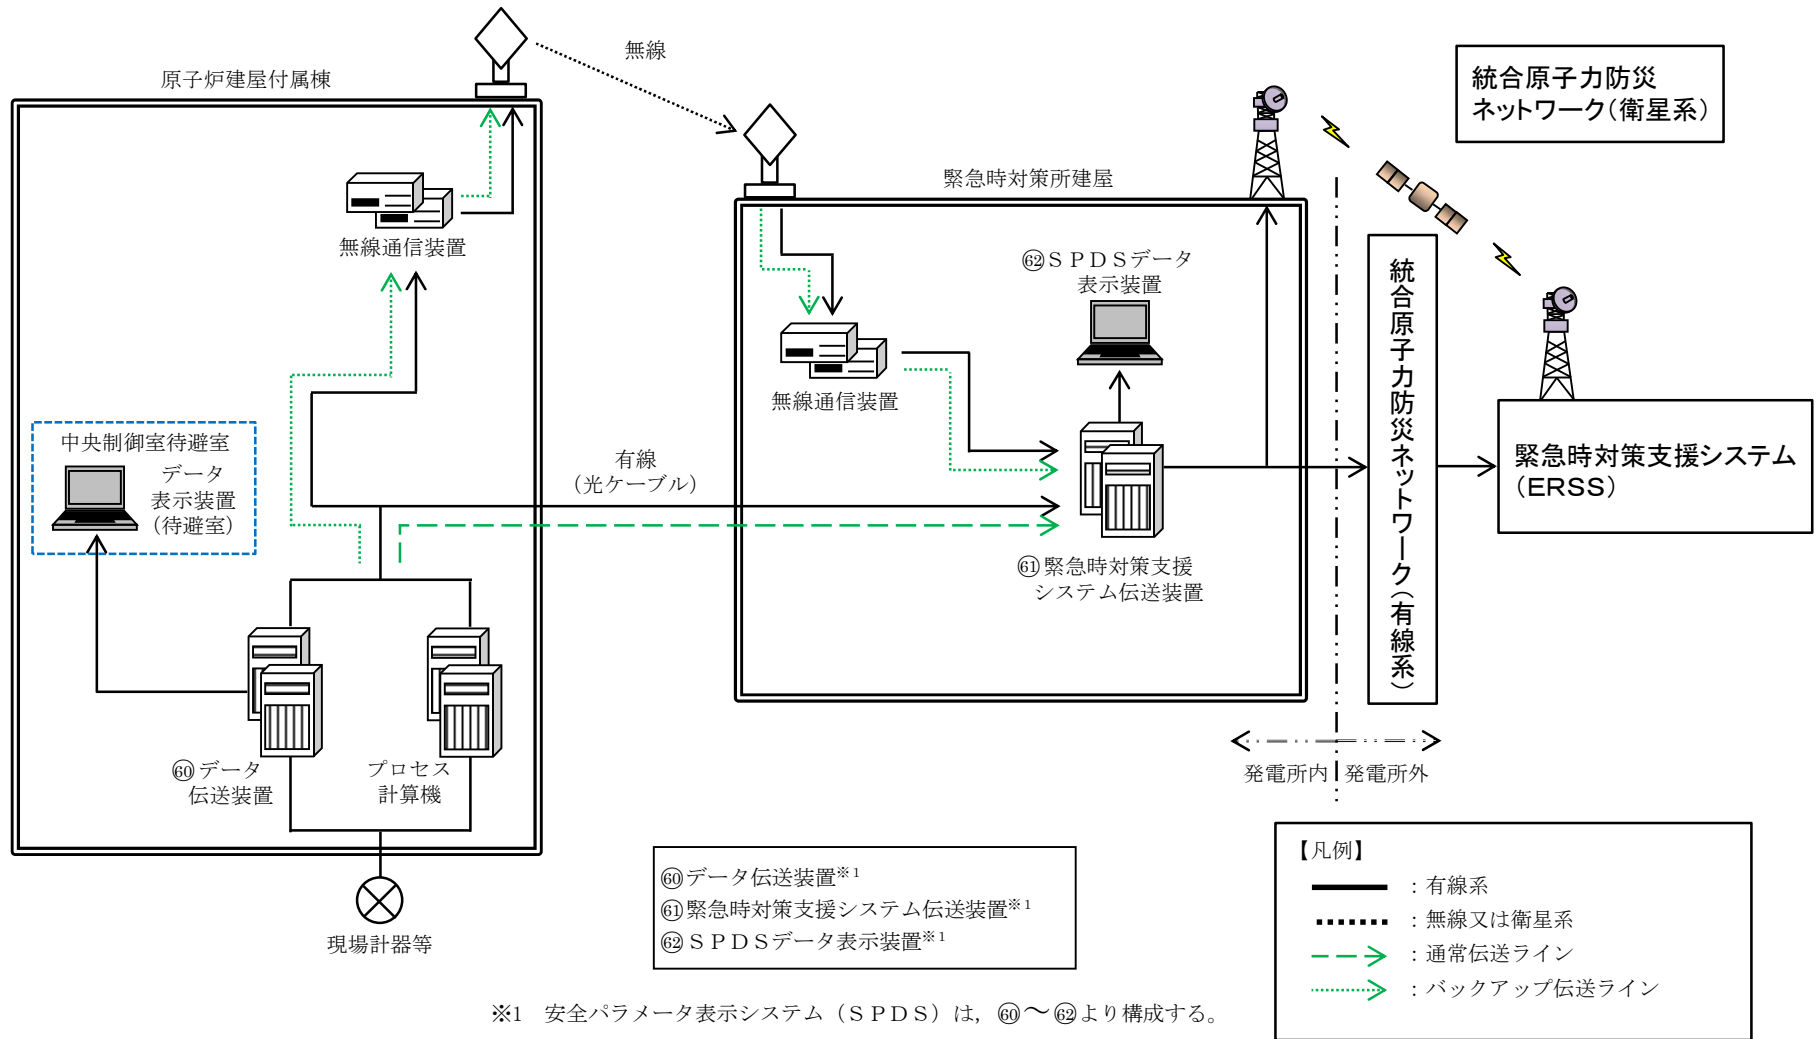 無線
原子炉建屋付属棟
統合原子力防災
ネットワーク(衛星系)
緊急時対策所建屋
無線通信装置
62ＳＰＤＳデータ
表示装置
無線通信装置
統合原子力防災ネットワーク(有線系)
中央制御室待避室
データ
表示装置
(待避室)
有線
(光ケーブル)
緊急時対策支援システム
(ERSS)
61緊急時対策支援
システム伝送装置
60データ
伝送装置
プロセス
計算機
発電所内
発電所外
現場計器等
60データ伝送装置※1
61緊急時対策支援システム伝送装置※1
62ＳＰＤＳデータ表示装置※1
【凡例】
：有線系
：無線又は衛星系
：通常伝送ライン
：バックアップ伝送ライン
※1　安全パラメータ表示システム（ＳＰＤＳ）は，60～62より構成する。